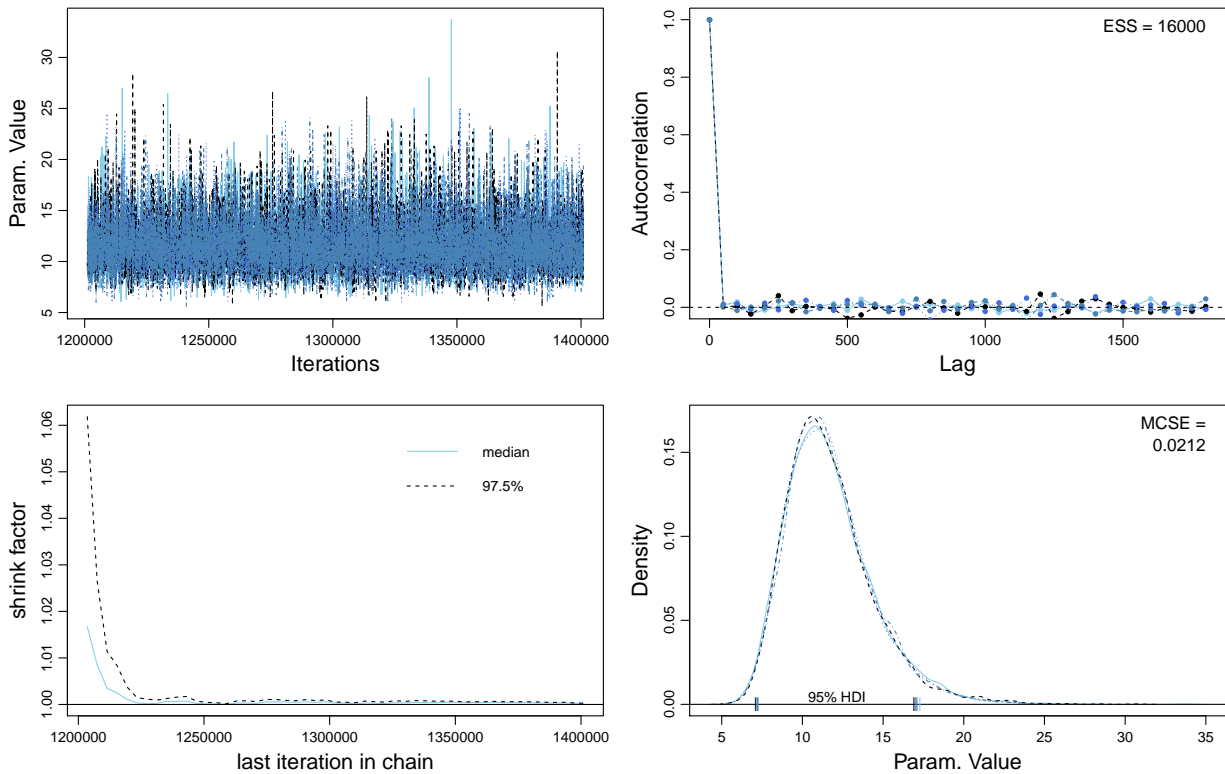 Param. Value
30
25
20
15
10
5
1200000 1250000 1300000 1350000 1400000
Iterations
ESS = 16000
Autocorrelation
1.0
0.8
0.6
0.4
0.2
0.0
0 500 1000 1500
Lag
shrink factor
1.06
1.05
1.04
1.03
1.02
1.01
1.00
median
97.5%
1200000 1250000 1300000 1350000 1400000
last iteration in chain
MCSE =
0.0212
Density
0.15
0.10
0.05
0.00
95% HDI
5 10 15 20 25 30 35
Param. Value